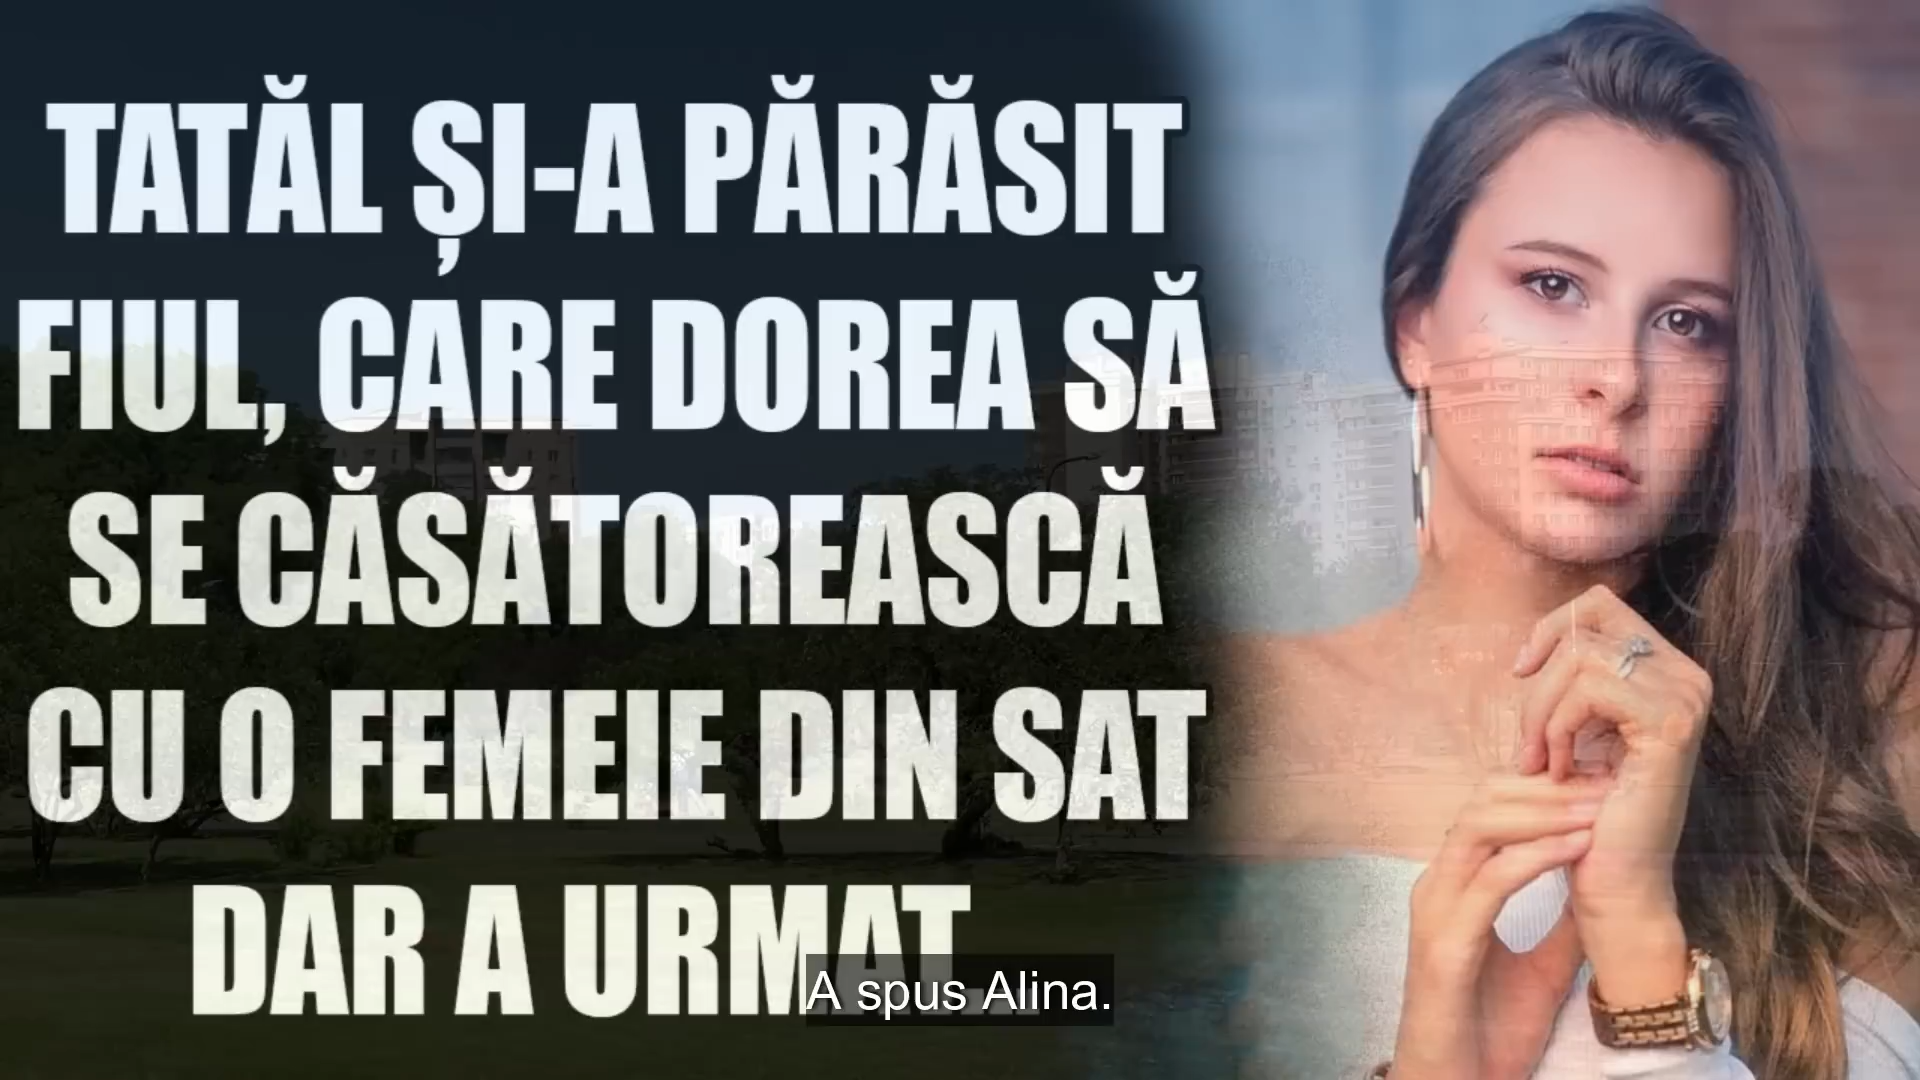 TATĂL ȘI-A PĂRĂSIT
FIUL, CARE DOREA SĂ
SE CĂSĂTOREASCĂ
CU O FEMEIE DIN SAT
DAR A URMAT...
A spus Alina.